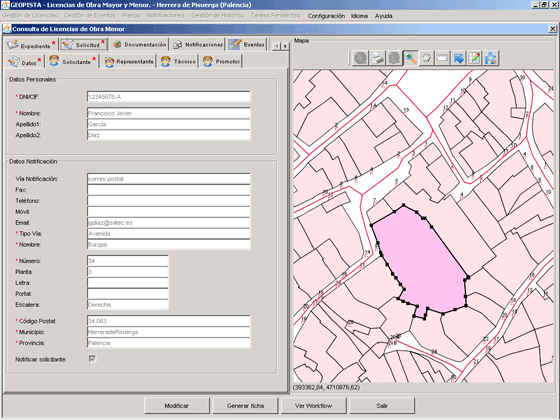 GEOPISTA - Licencias de Obra Mayor y Menor. - Herrera de Pisuerga (Palencia)
Gestión de Licencias Gestión de Eventos Planos Notificaciones Gestión de Históricos Tareas Pendientes Configuración Idioma Ayuda
Consulta de Licencias de Obra Menor
Expediente * Solicitud * Documentación Notificaciones Eventos
Datos * Solicitante * Representante Técnico Promotor
Datos Personales
* DNI/CIF: 12345678-A
* Nombre: Francisco Javier
Apellido1: García
Apellido2: Díaz
Datos Notificación
Vía Notificación: correo postal
Fax:
Teléfono:
Móvil:
Email: jgdiaz@satec.es
* Tipo Vía: Avenida
* Nombre: Europa
* Número: 34
Planta: 3
Letra:
Portal:
Escalera: Derecha
* Código Postal: 34.083
* Municipio: HerreradePisuerga
* Provincia: Palencia
Notificar solicitante:
Mapa
(393362,84, 4710876,62)
Modificar Generar ficha Ver Workflow Salir